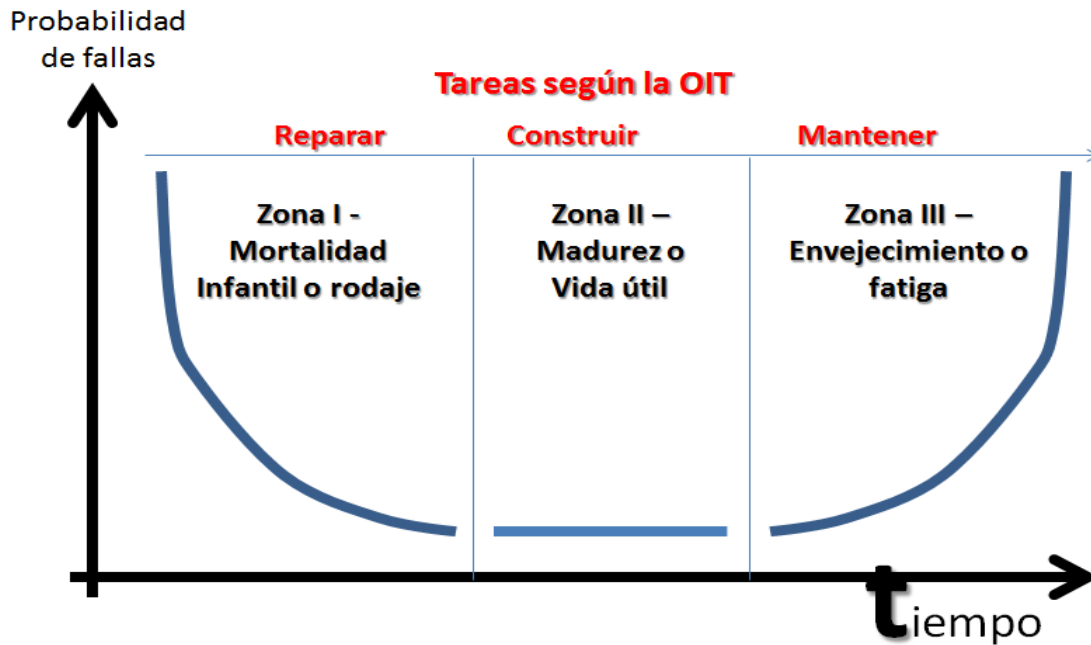 Probabilidad
de fallas
Tareas según la OIT
Reparar
Construir
Mantener
Zona I -
Mortalidad
Infantil o rodaje
Zona II –
Madurez o
Vida útil
Zona III –
Envejecimiento o
fatiga
tiempo